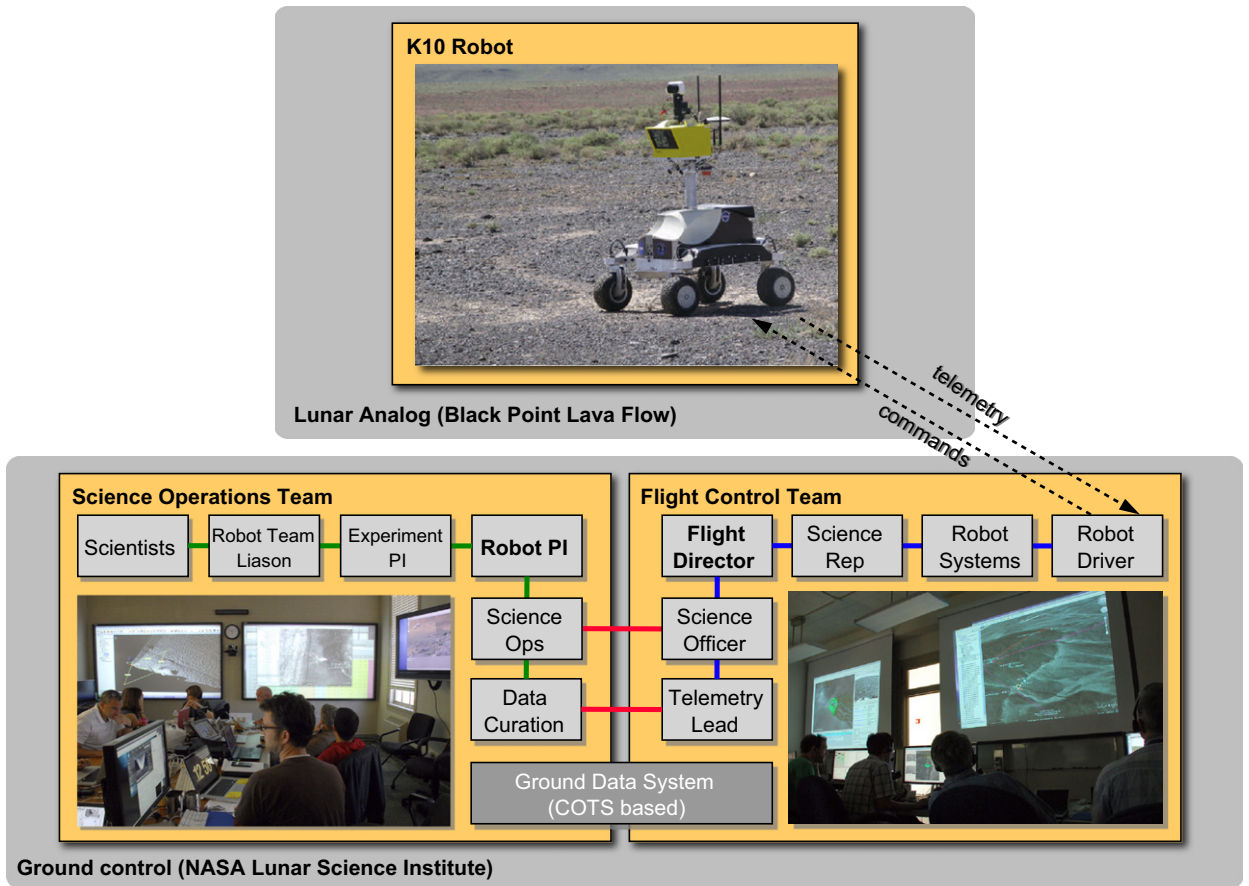 K10 Robot
Lunar Analog (Black Point Lava Flow)
telemetry
commands
Science Operations Team
Scientists
Robot Team
Liason
Experiment
PI
Robot PI
Science
Ops
Data
Curation
Flight Control Team
Flight
Director
Science
Rep
Robot
Systems
Robot
Driver
Science
Officer
Telemetry
Lead
Ground Data System
(COTS based)
Ground control (NASA Lunar Science Institute)